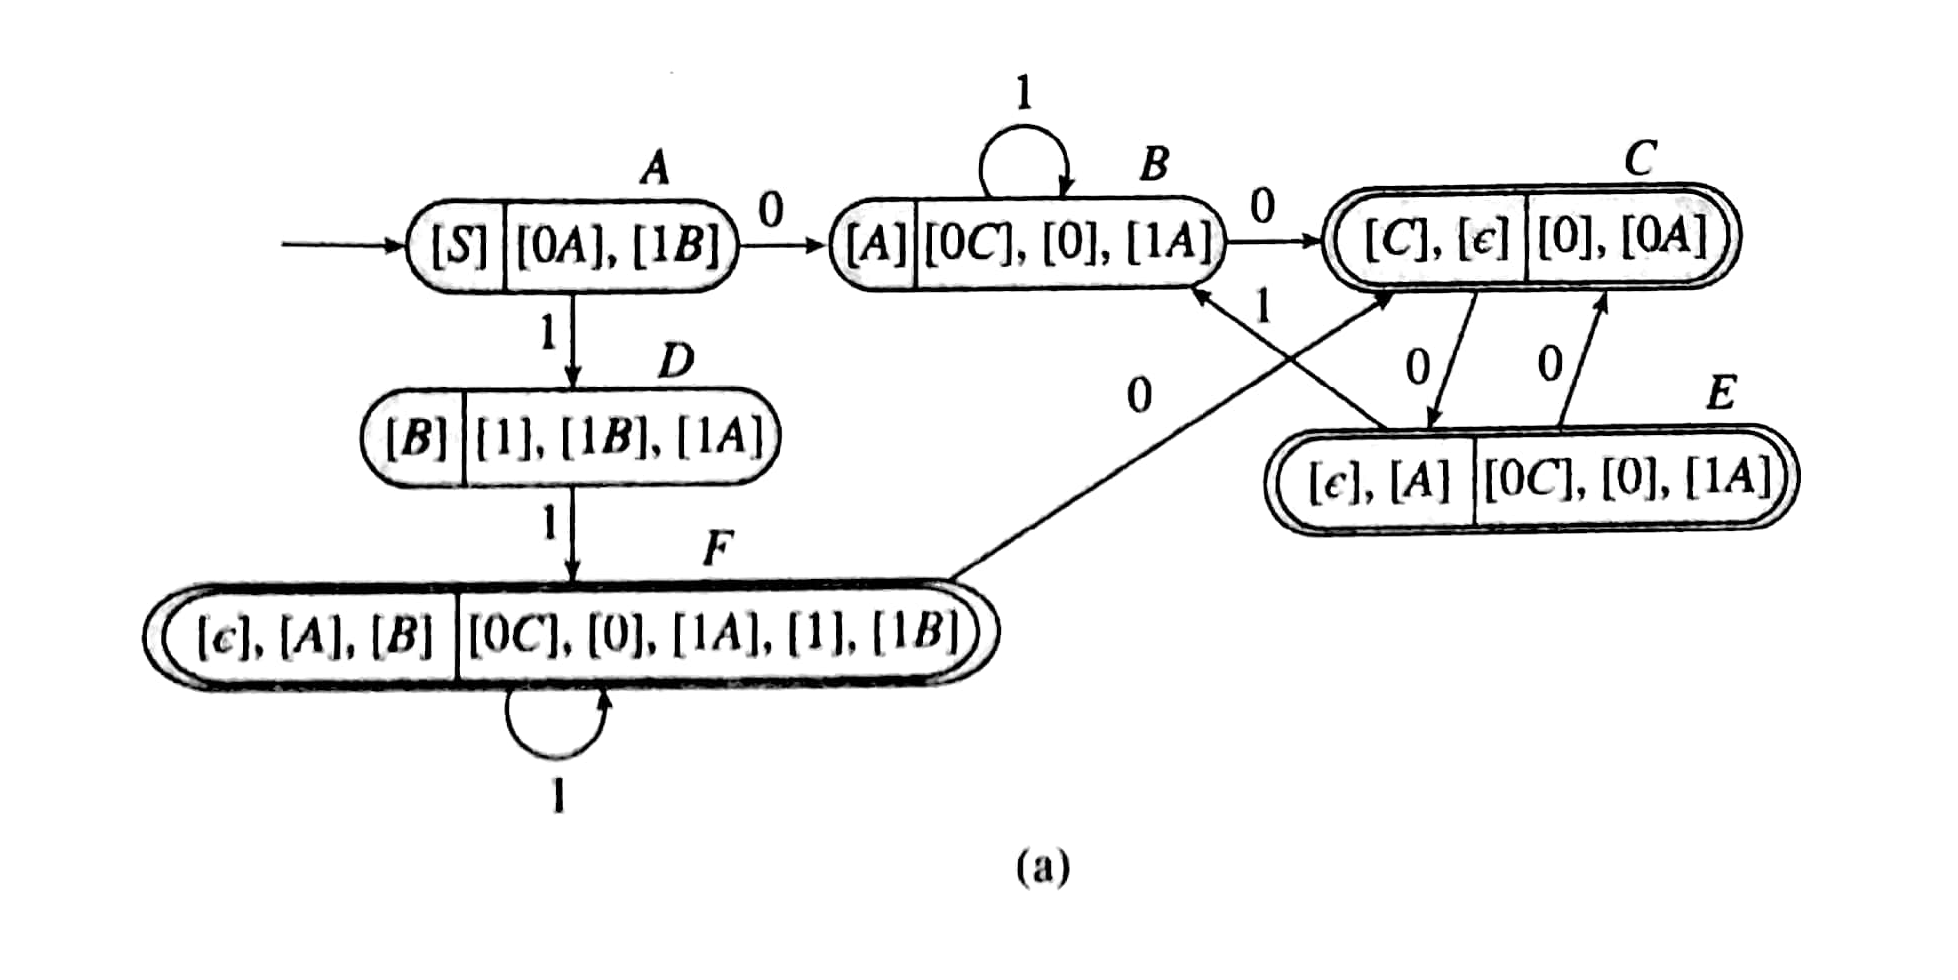 1
A B C
[S] [0A], [1B] 0 [A] [0C], [0], [1A] 0 [C], [ϵ] [0], [0A]
1 D 1 0 0 0 E
[B] [1], [1B], [1A] [ϵ], [A] [0C], [0], [1A]
1 F
[ϵ], [A], [B] [0C], [0], [1A], [1], [1B]
1
(a)